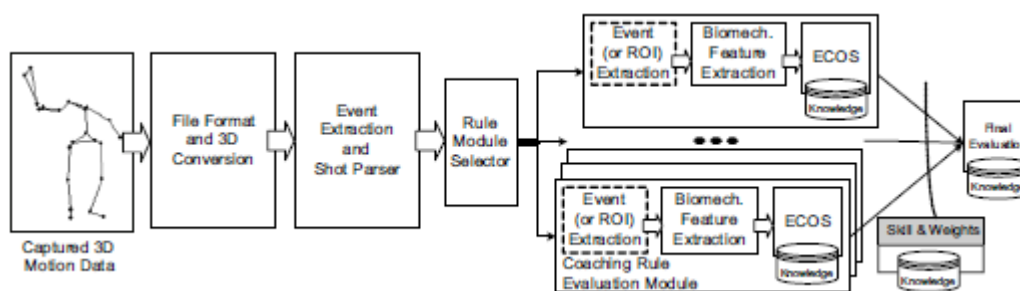 Captured 3D
Motion Data
File Format
and 3D
Conversion
Event
Extraction
and
Shot Parser
Rule
Module
Selector
Event
(or ROI)
Extraction
Biomech.
Feature
Extraction
ECOS
Knowledge
Event
(or ROI)
Extraction
Biomech.
Feature
Extraction
ECOS
Knowledge
Coaching Rule
Evaluation Module
Skill & Weights
Knowledge
Final
Evaluation
Knowledge